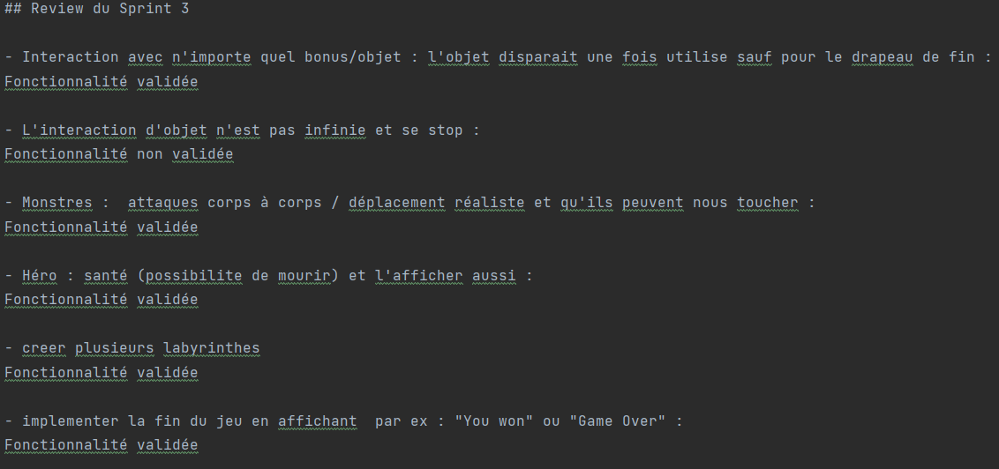 ## Review du Sprint 3
- Interaction avec n'importe quel bonus/objet : l'objet disparait une fois utilise sauf pour le drapeau de fin :
Fonctionnalité validée
- L'interaction d'objet n'est pas infinie et se stop :
Fonctionnalité non validée
- Monstres :  attaques corps à corps / déplacement réaliste et qu'ils peuvent nous toucher :
Fonctionnalité validée
- Héro : santé (possibilite de mourir) et l'afficher aussi :
Fonctionnalité validée
- creer plusieurs labyrinthes
Fonctionnalité validée
- implementer la fin du jeu en affichant  par ex : "You won" ou "Game Over" :
Fonctionnalité validée